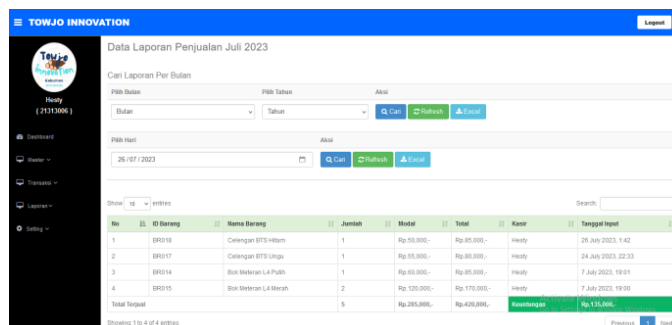 TOWJO INNOVATION
Logout
Towjo
Innovation
Hesty
( 21313006 )
Dashboard
Master
Transaksi
Laporan
Setting
Data Laporan Penjualan Juli 2023
Cari Laporan Per Bulan
Pilih Bulan Pilih Tahun Aksi
Bulan Tahun Cari Refresh Excel
Pilih Hari Aksi
26/07/2023 Cari Refresh Excel
Show 10 entries Search:
No ID Barang Nama Barang Jumlah Modal Total Kasir Tanggal Input
1 BR018 Celengan BTS Hitam 1 Rp.50.000,- Rp.85.000,- Hesty 26 July 2023, 1:42
2 BR017 Celengan BTS Ungu 1 Rp.55.000,- Rp.80.000,- Hesty 24 July 2023, 22:33
3 BR014 Bok Meteran L4 Putih 1 Rp.60.000,- Rp.85.000,- Hesty 7 July 2023, 19:01
4 BR015 Bok Meteran L4 Merah 2 Rp.120.000,- Rp.170.000,- Hesty 7 July 2023, 19:00
Total Terjual 5 Rp.285,000,- Rp.420,000,- Keuntungan Rp.135,000,-
Showing 1 to 4 of 4 entries Previous 1 Next